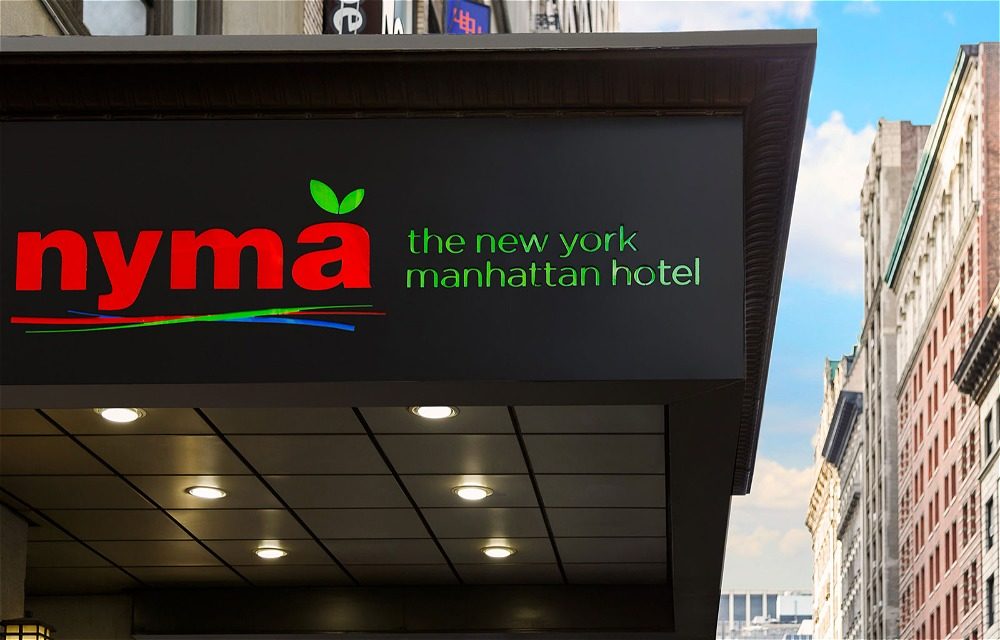 nyma
the new york
manhattan hotel